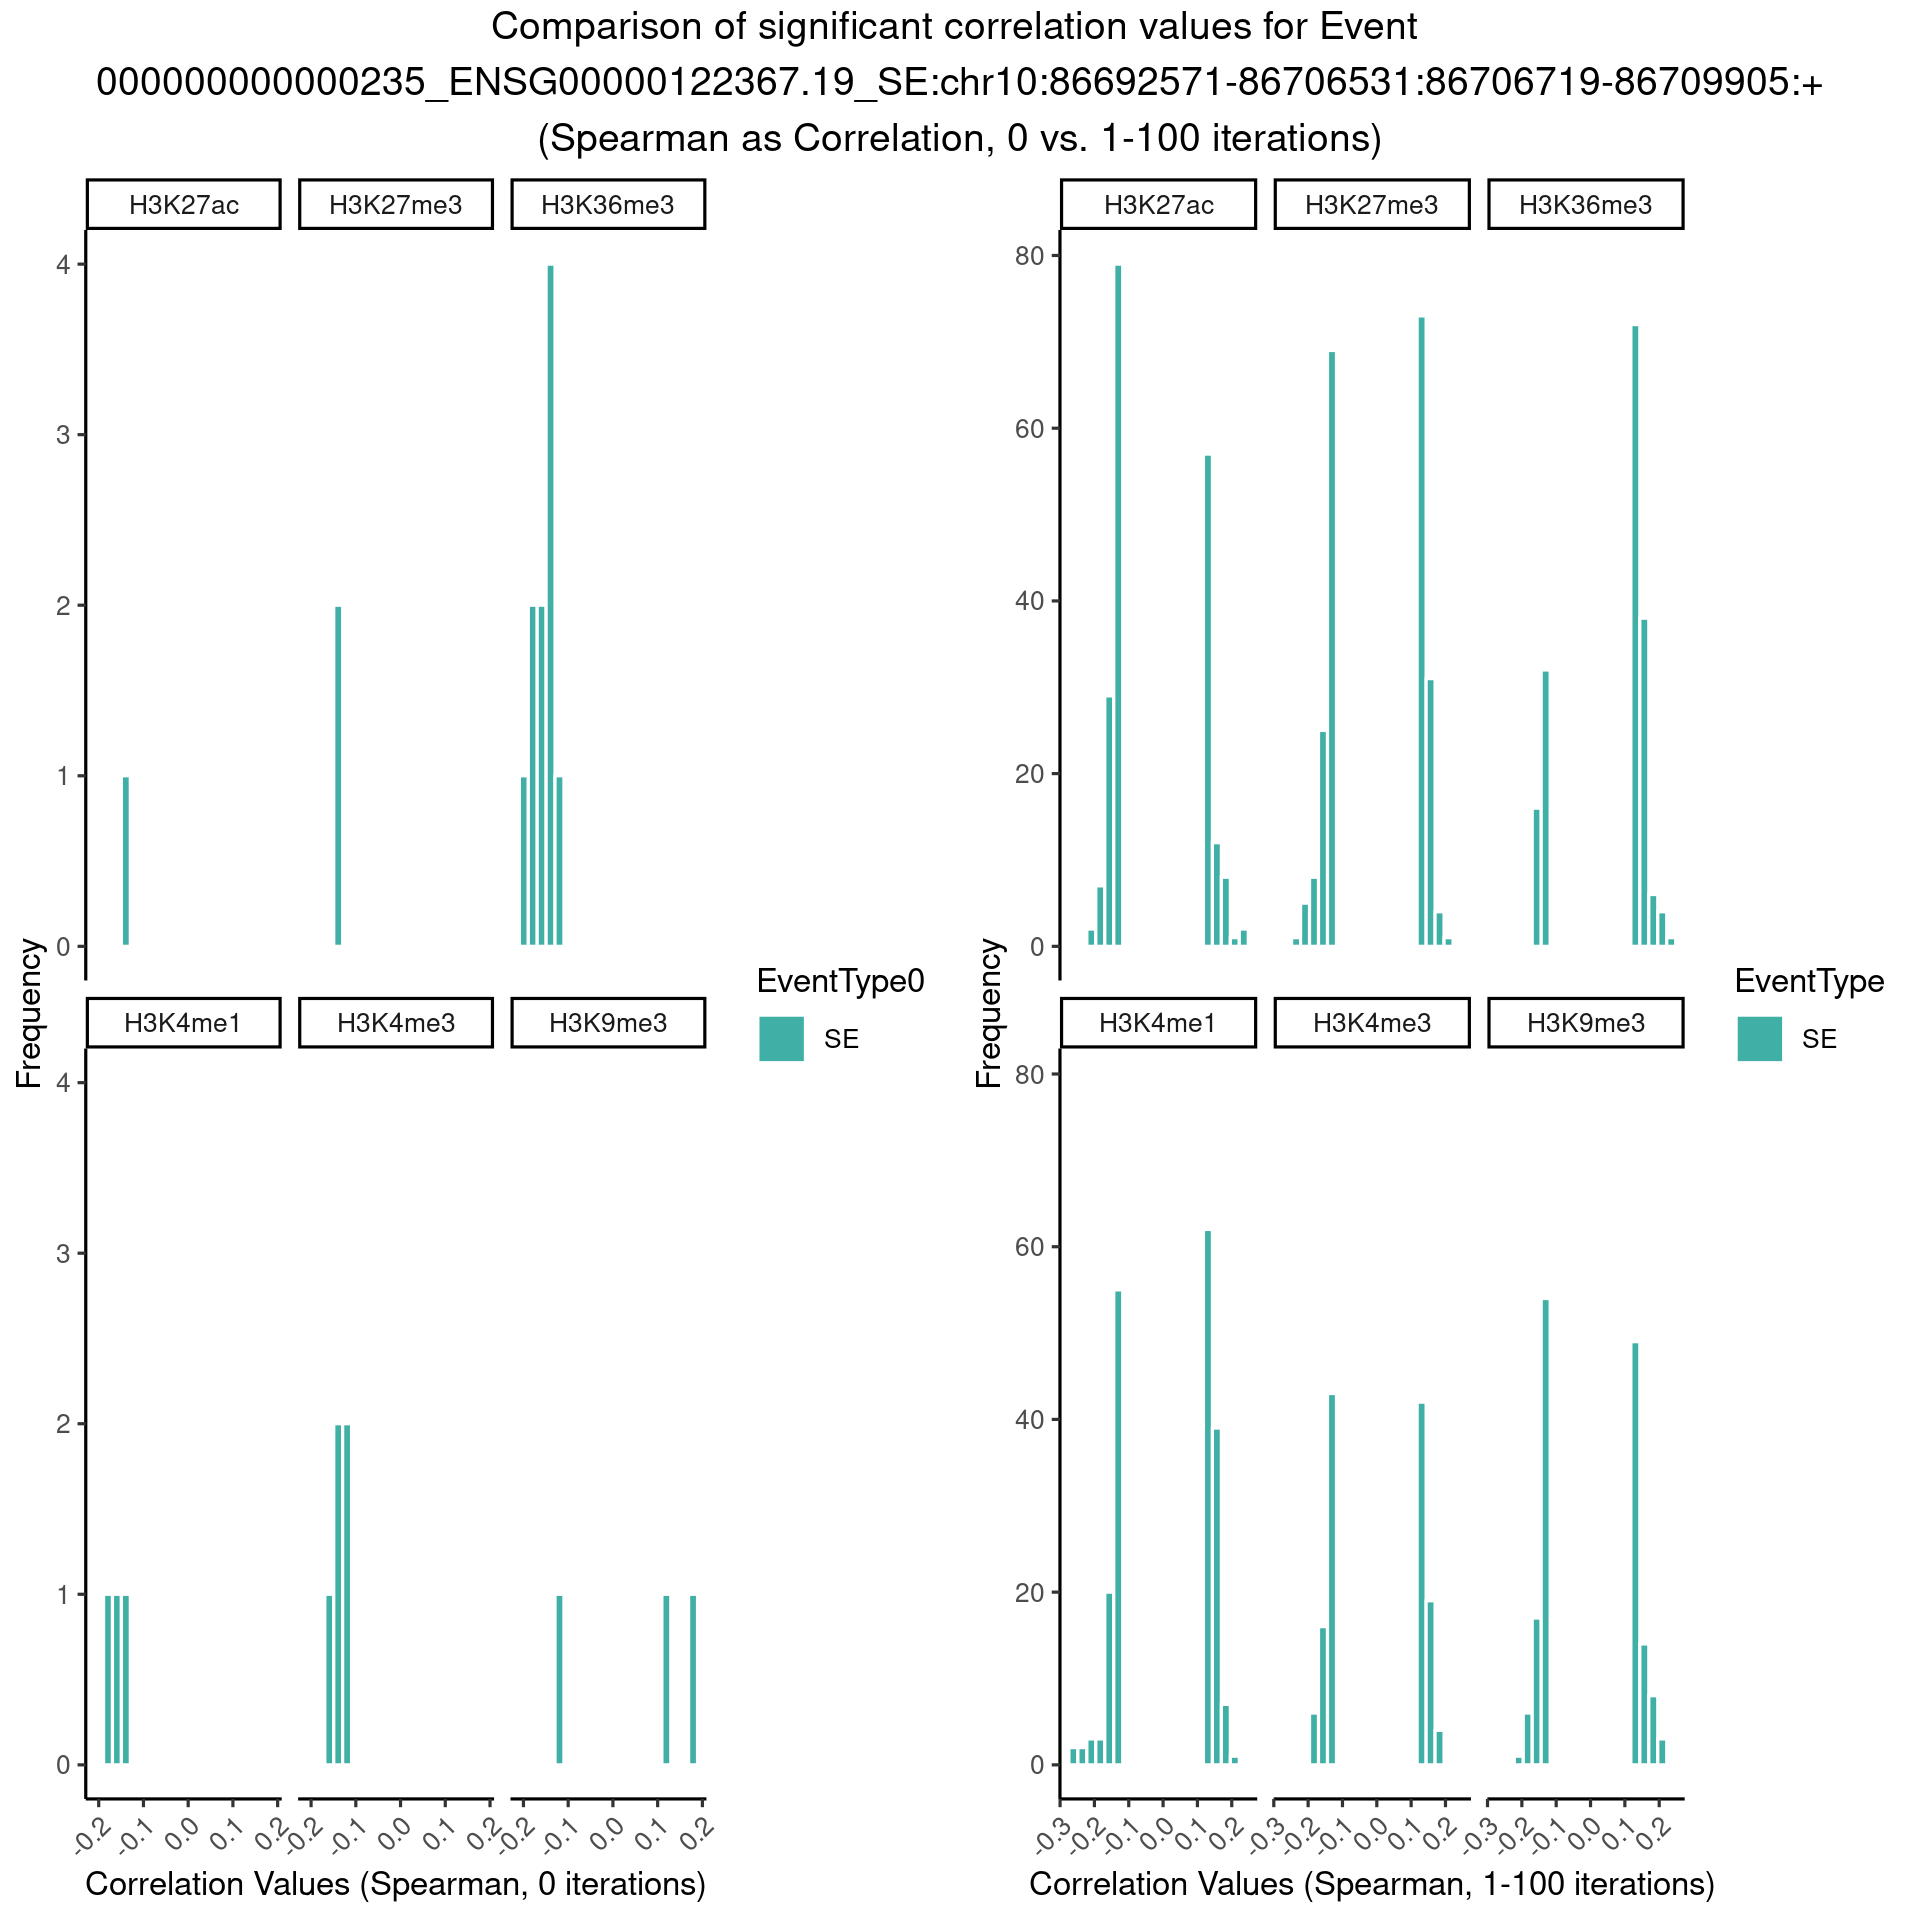 Comparison of significant correlation values for Event
000000000000235_ENSG00000122367.19_SE:chr10:86692571-86706531:86706719-86709905:+
(Spearman as Correlation, 0 vs. 1-100 iterations)
H3K27ac H3K27me3 H3K36me3
4
3
2
1
0
H3K4me1 H3K4me3 H3K9me3
4
3
2
1
0
-0.2 -0.1 0.0 0.1 0.2 -0.2 -0.1 0.0 0.1 0.2 -0.2 -0.1 0.0 0.1 0.2
Frequency
Correlation Values (Spearman, 0 iterations)
EventType0
SE
H3K27ac H3K27me3 H3K36me3
80
60
40
20
0
H3K4me1 H3K4me3 H3K9me3
80
60
40
20
0
-0.3 -0.2 -0.1 0.0 0.1 0.2 -0.3 -0.2 -0.1 0.0 0.1 0.2 -0.3 -0.2 -0.1 0.0 0.1 0.2
Frequency
Correlation Values (Spearman, 1-100 iterations)
EventType
SE